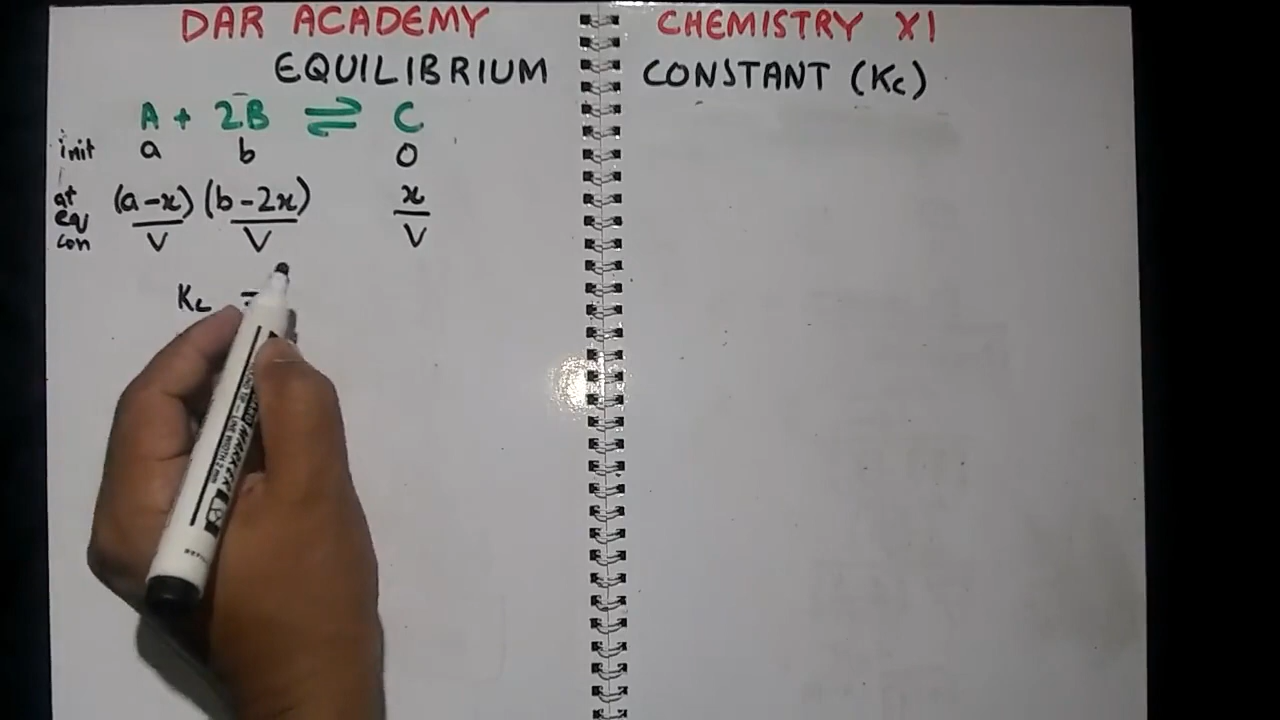 DAR ACADEMY CHEMISTRY XI
EQUILIBRIUM CONSTANT (Kc)
A + 2B ⇌ C
init a b 0
at eq con (a-x)/V (b-2x)/V x/V
Kc =